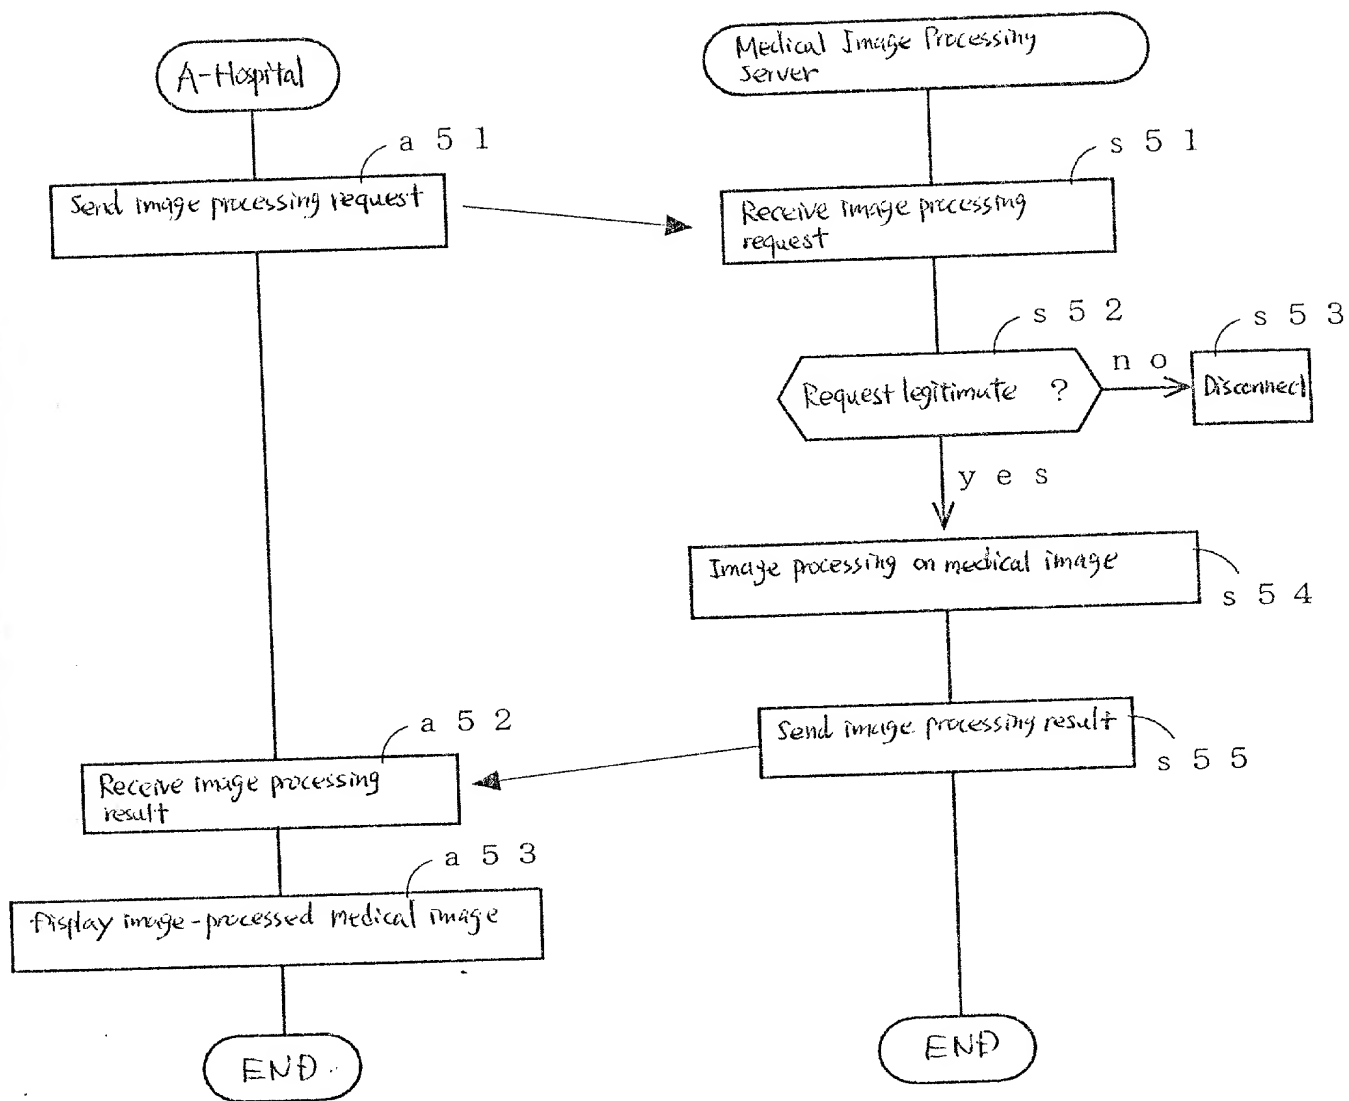 A-Hospital
a 5 1
Send image processing request
a 5 2
Receive image processing
result
a 5 3
Display image-processed medical image
END
Medical Image Processing
Server
s 5 1
Receive image processing
request
s 5 2
Request legitimate ?
n o
s 5 3
Disconnect
y e s
Image processing on medical image
s 5 4
Send image processing result
s 5 5
END